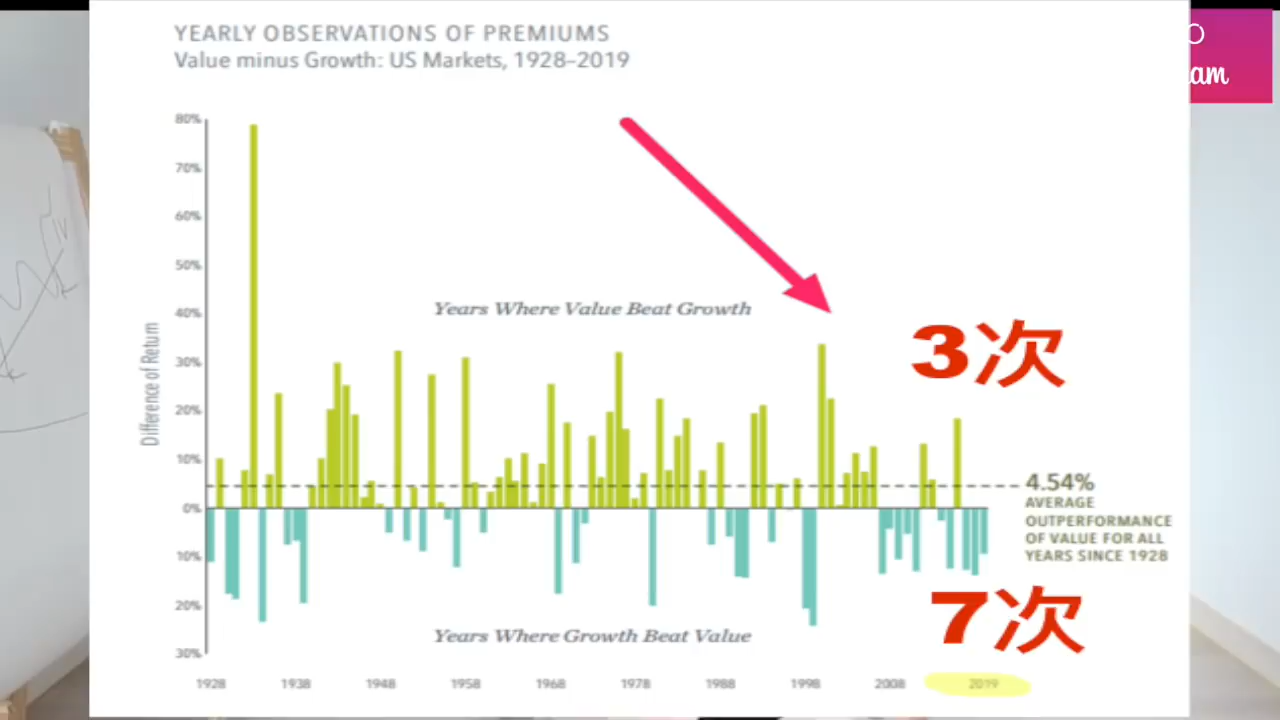 YEARLY OBSERVATIONS OF PREMIUMS
Value minus Growth: US Markets, 1928–2019
am
80%
70%
60%
50%
40%
30%
20%
10%
0%
10%
20%
30%
Difference of Return
Years Where Value Beat Growth
3次
4.54%
AVERAGE
OUTPERFORMANCE
OF VALUE FOR ALL
YEARS SINCE 1928
7次
Years Where Growth Beat Value
1928 1938 1948 1958 1968 1978 1988 1998 2008 2019